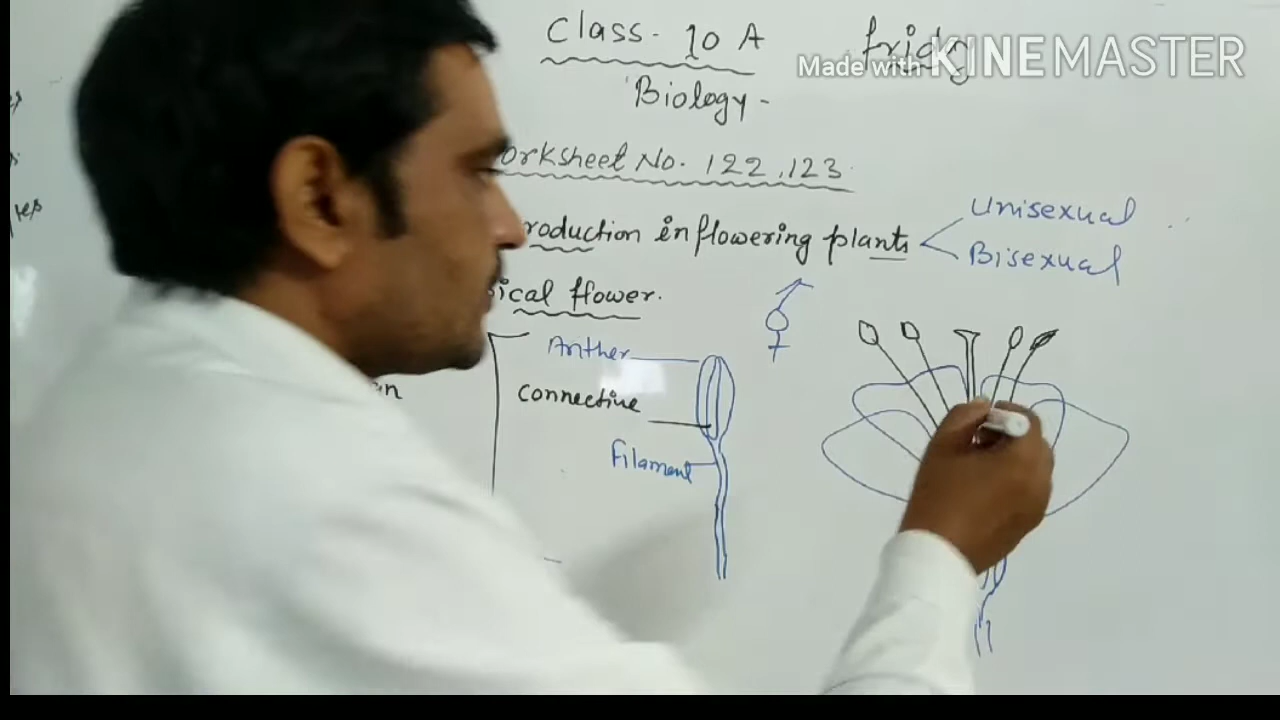 Class. 10 A
Made with KINEMASTER
Biology -
orksheet No. 122, 123.
Unisexual
roduction in flowering plants
Bisexual
ical flower.
Anther
Connective
Filament